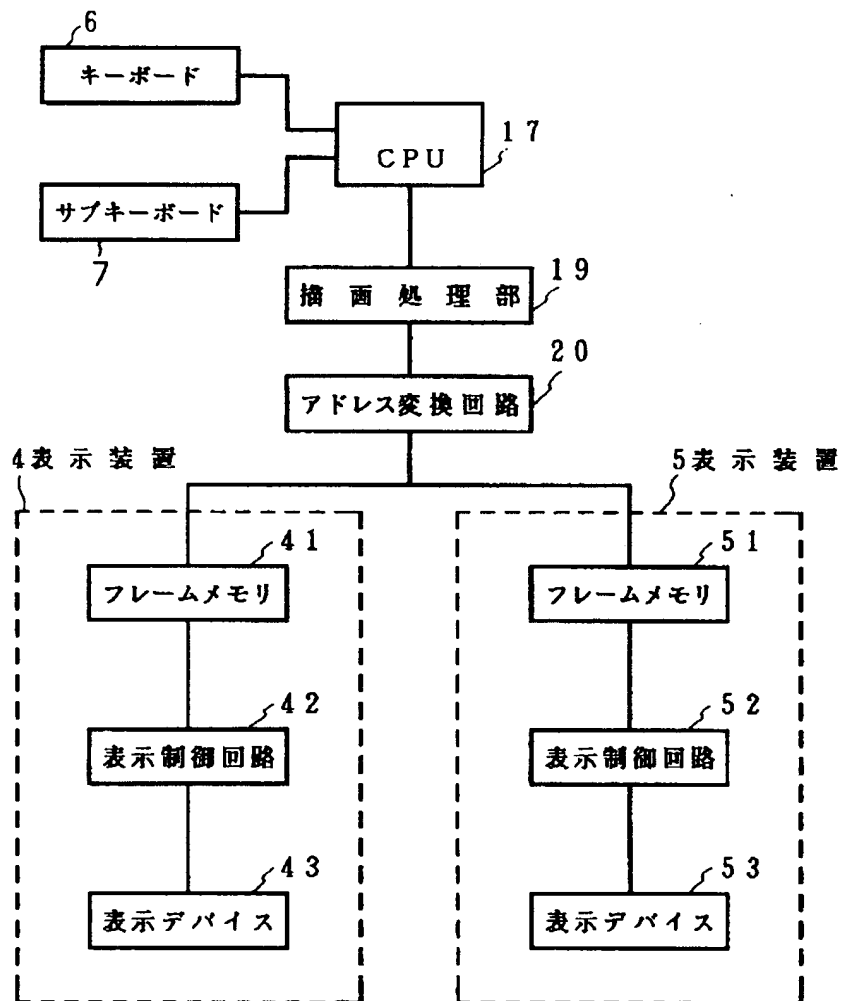 6
キーボード
17
CPU
サブキーボード
7
19
描画処理部
20
アドレス変換回路
4表示装置
5表示装置
41
フレームメモリ
51
フレームメモリ
42
表示制御回路
52
表示制御回路
43
表示デバイス
53
表示デバイス